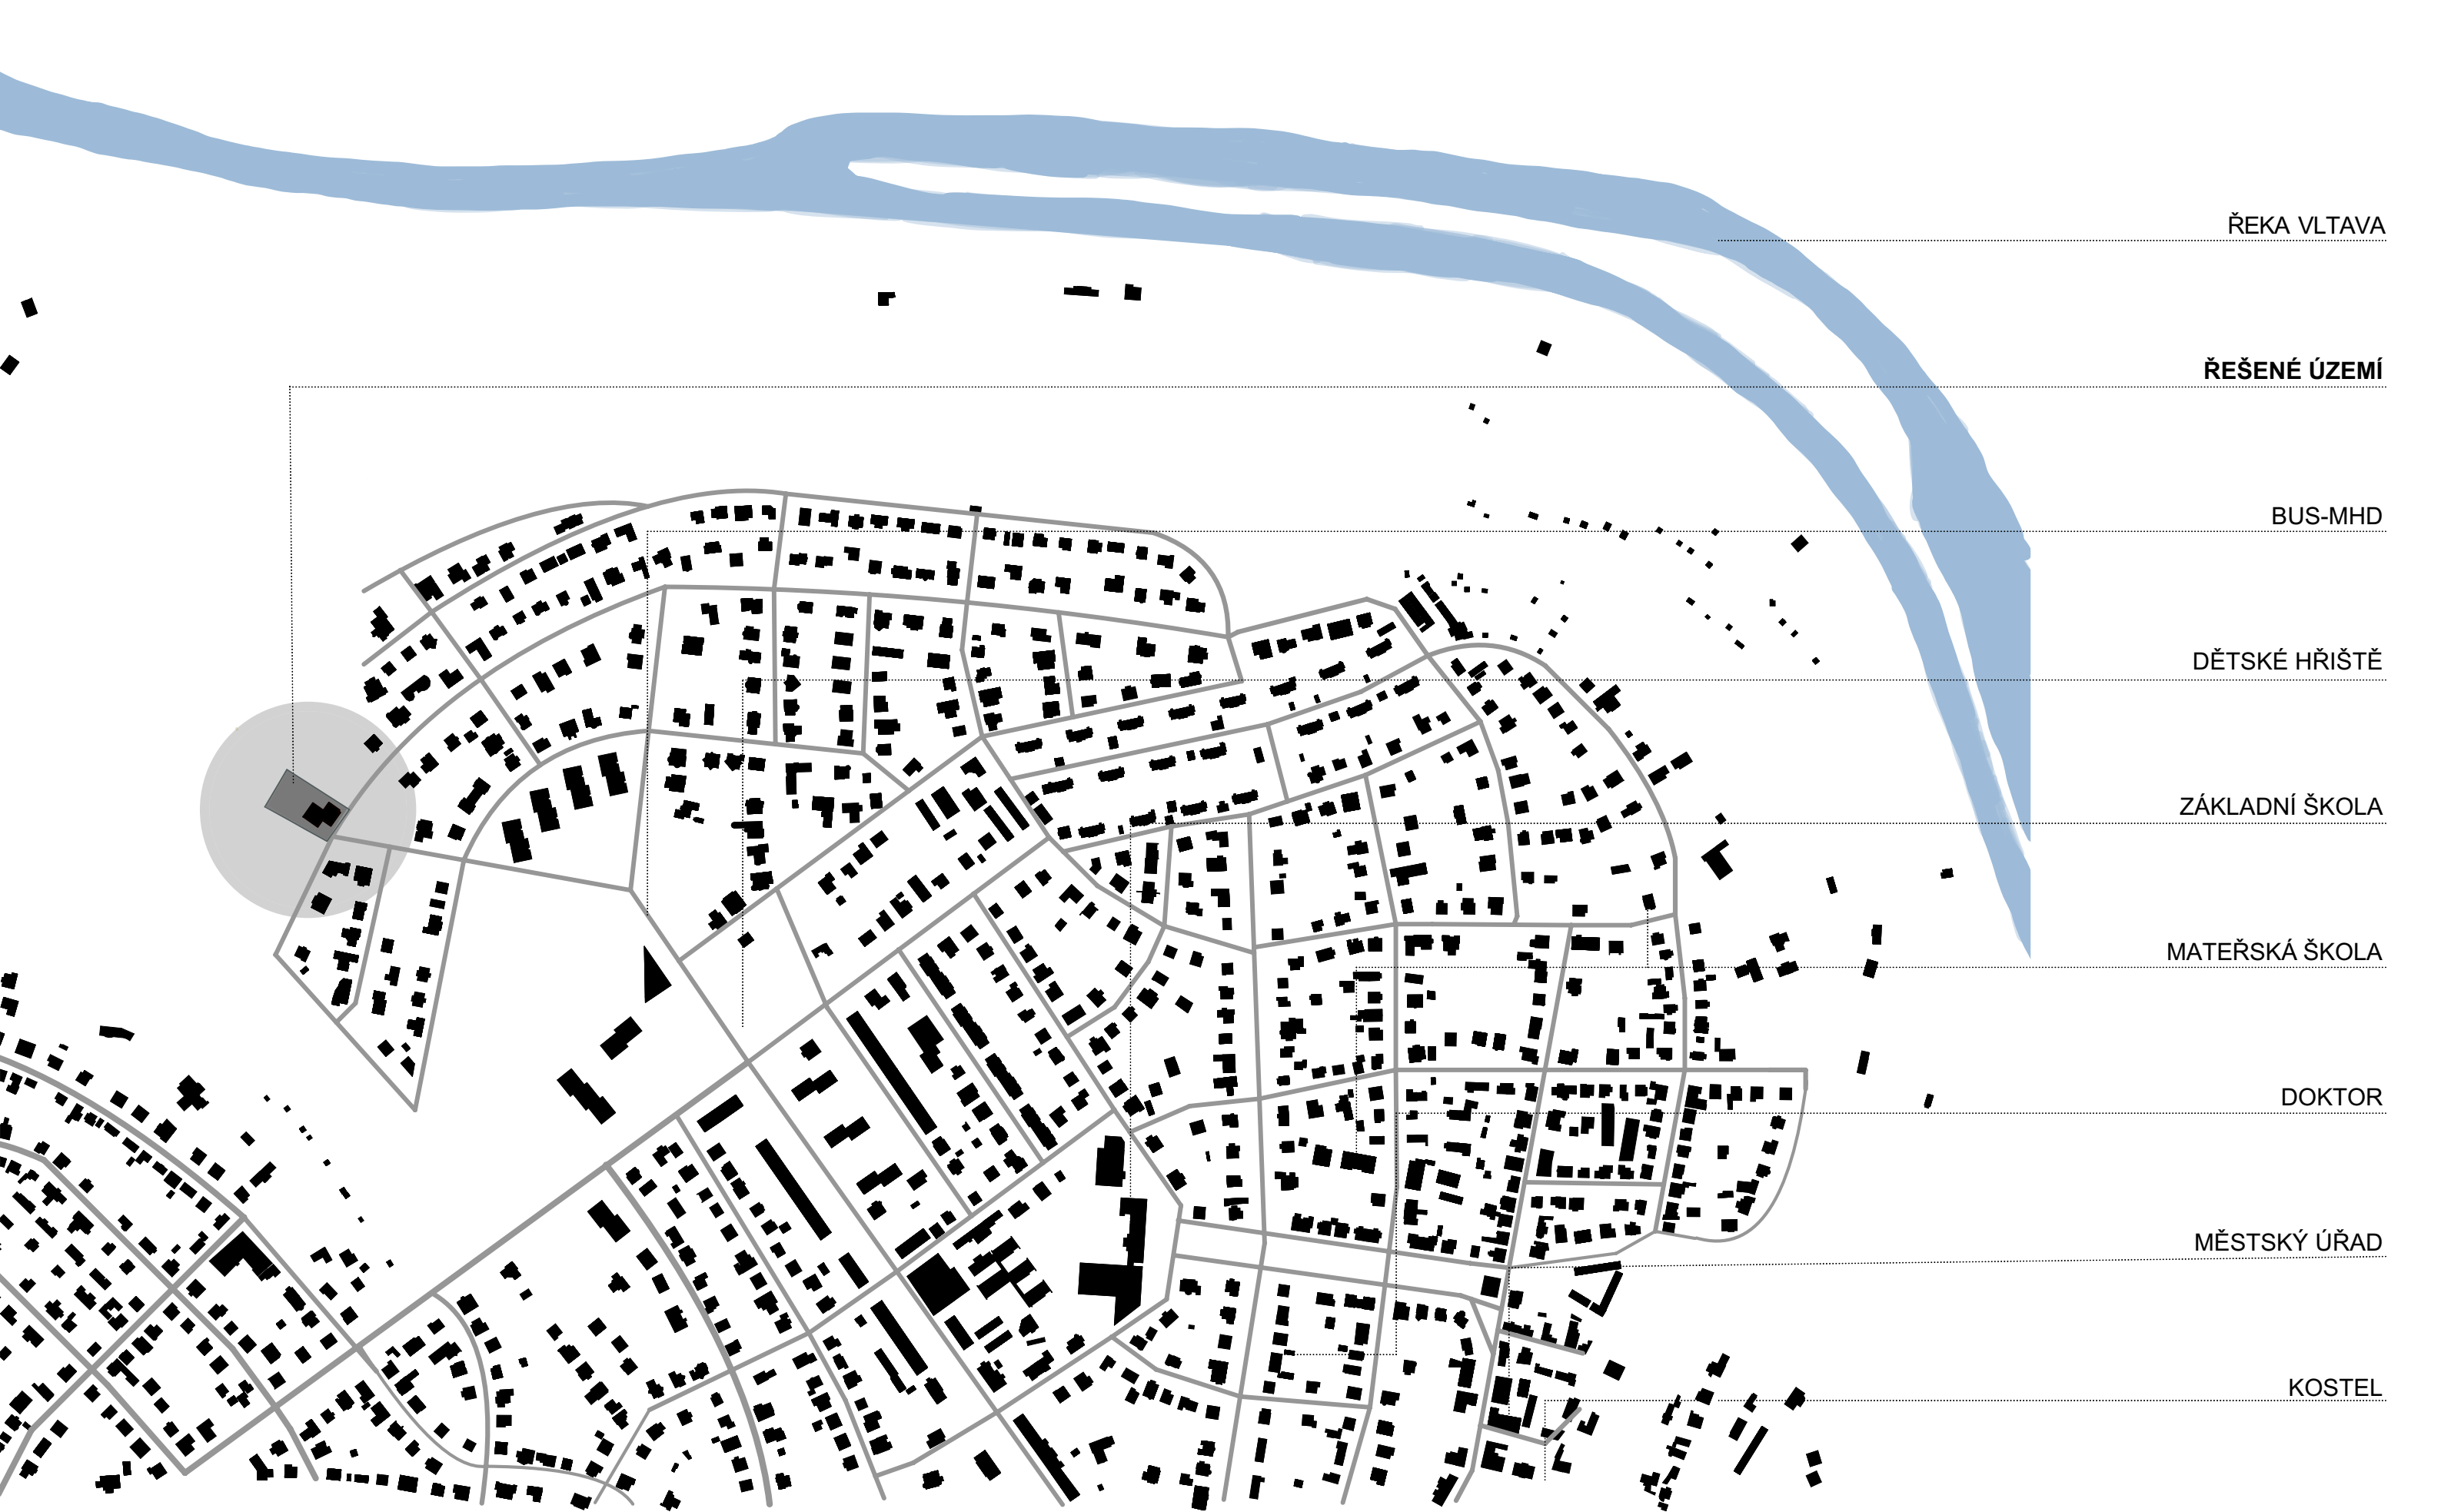 ŘEKA VLTAVA
ŘEŠENÉ ÚZEMÍ
BUS-MHD
DĚTSKÉ HŘIŠTĚ
ZÁKLADNÍ ŠKOLA
MATEŘSKÁ ŠKOLA
DOKTOR
MĚSTSKÝ ÚŘAD
KOSTEL